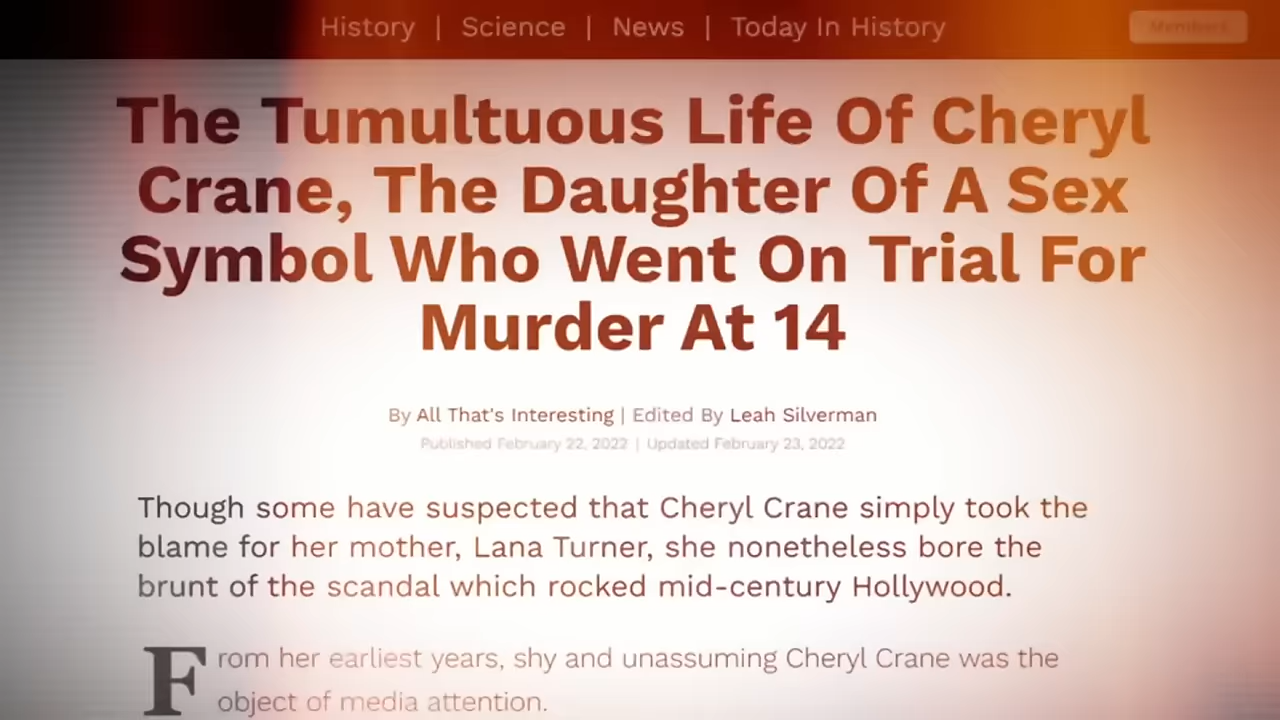 History | Science | News | Today In History
Members
The Tumultuous Life Of Cheryl
Crane, The Daughter Of A Sex
Symbol Who Went On Trial For
Murder At 14
By All That's Interesting | Edited By Leah Silverman
Published February 22, 2022 | Updated February 23, 2022
Though some have suspected that Cheryl Crane simply took the
blame for her mother, Lana Turner, she nonetheless bore the
brunt of the scandal which rocked mid-century Hollywood.
From her earliest years, shy and unassuming Cheryl Crane was the
object of media attention.